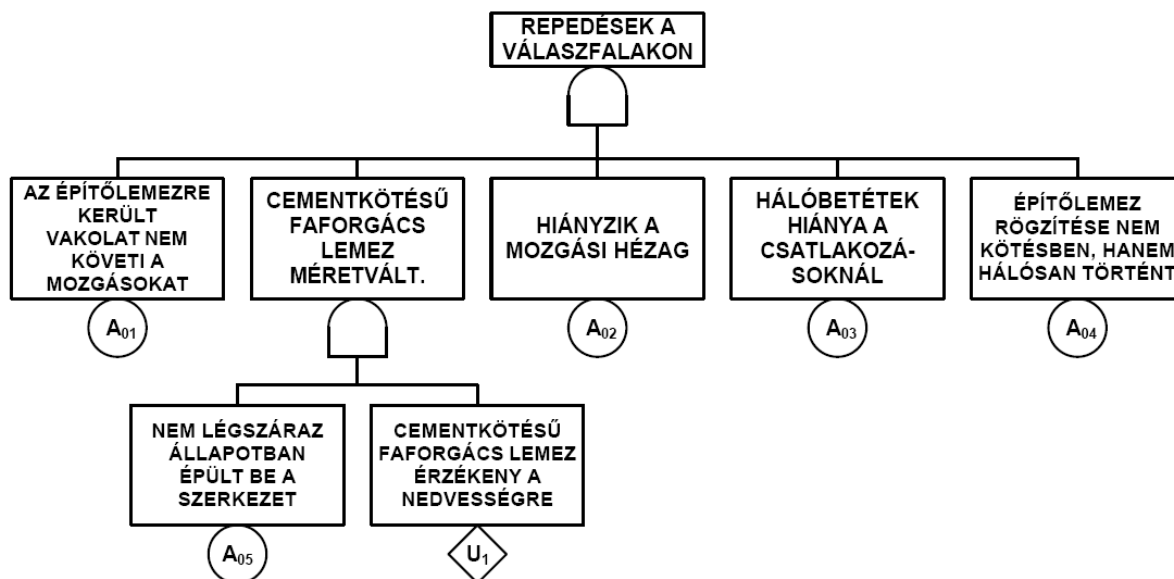 REPEDÉSEK A
VÁLASZFALAKON
AZ ÉPÍTŐLEMEZRE
KERÜLT
VAKOLAT NEM
KÖVETI A
MOZGÁSOKAT
CEMENTKÖTÉSŰ
FAFORGÁCS
LEMEZ
MÉRETVÁLT.
HIÁNYZIK A
MOZGÁSI HÉZAG
HÁLÓBETÉTEK
HIÁNYA A
CSATLAKOZÁ-
SOKNÁL
ÉPÍTŐLEMEZ
RÖGZÍTÉSE NEM
KÖTÉSBEN, HANEM
HÁLÓSAN TÖRTÉNT
A01
A02
A03
A04
NEM LÉGSZÁRAZ
ÁLLAPOTBAN
ÉPÜLT BE A
SZERKEZET
CEMENTKÖTÉSŰ
FAFORGÁCS LEMEZ
ÉRZÉKENY A
NEDVESSÉGRE
A05
U1